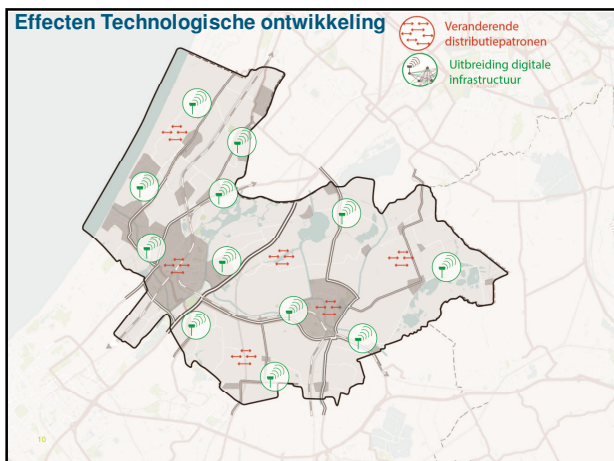 Effecten Technologische ontwikkeling
Veranderende
distributiepatronen
Uitbreiding digitale
infrastructuur
10